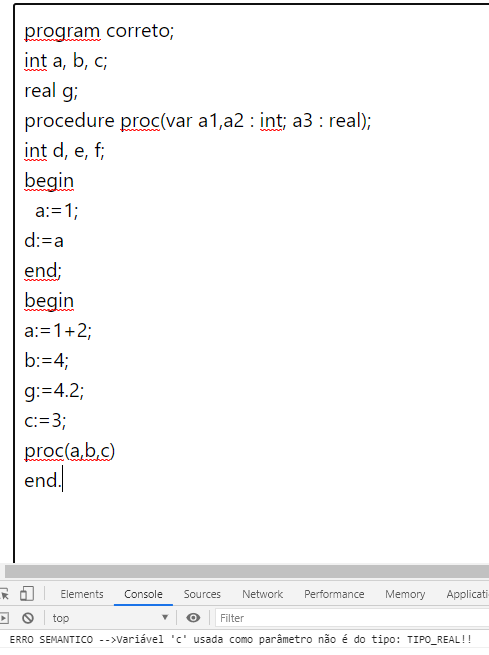 program correto;
int a, b, c;
real g;
procedure proc(var a1,a2 : int; a3 : real);
int d, e, f;
begin
a:=1;
d:=a
end;
begin
a:=1+2;
b:=4;
g:=4.2;
c:=3;
proc(a,b,c)
end.
Elements Console Sources Network Performance Memory Applicati
top Filter
ERRO SEMANTICO -->Variável 'c' usada como parâmetro não é do tipo: TIPO_REAL!!